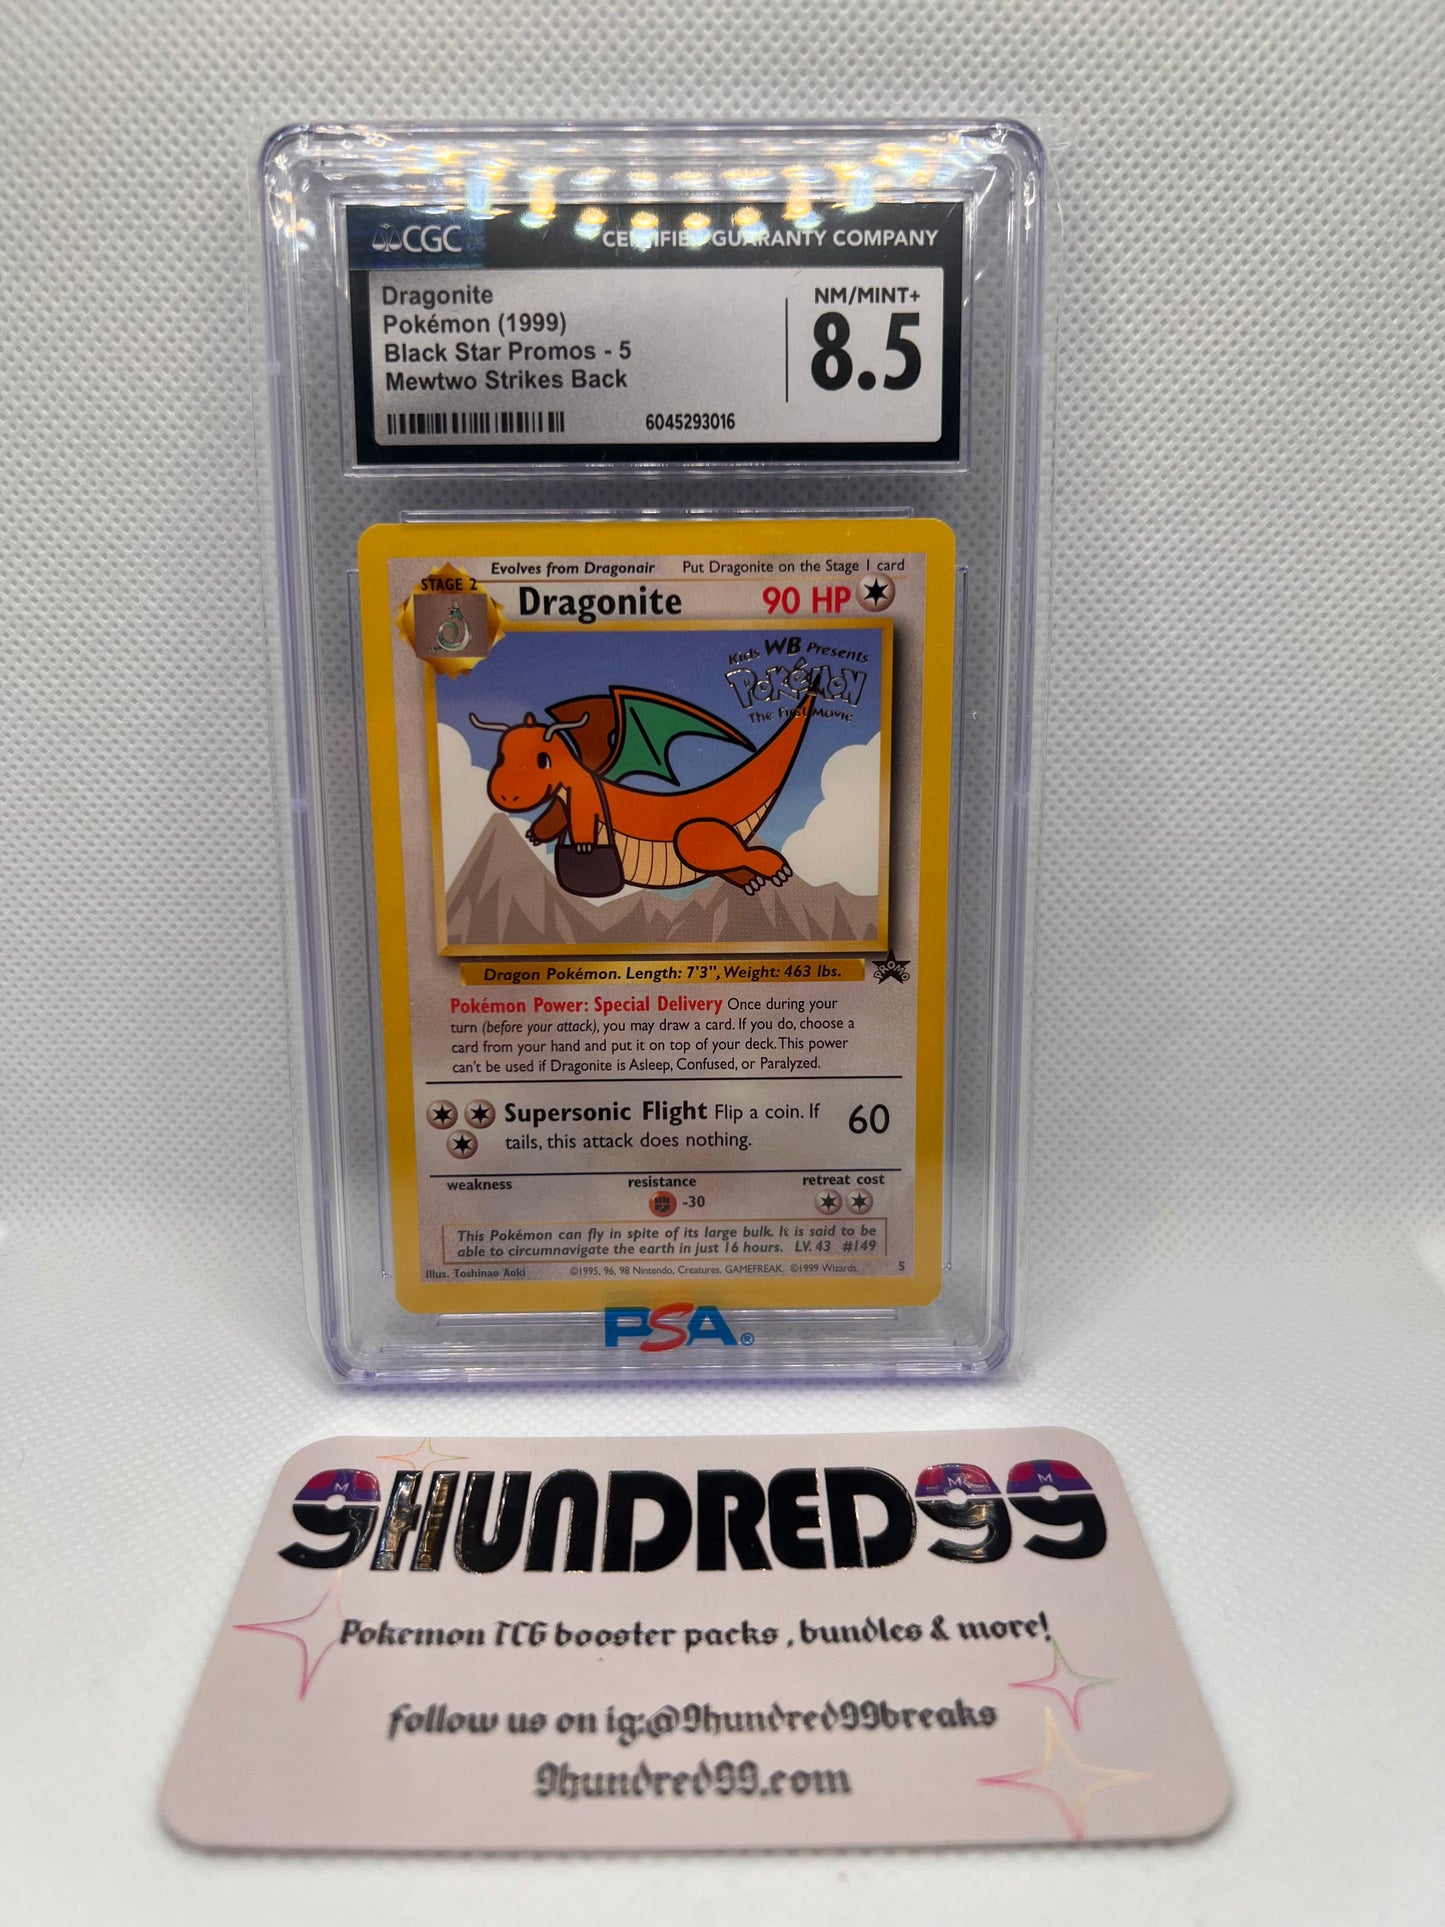 CGC
CERTIFIED GUARANTY COMPANY
Dragonite
Pokémon (1999)
Black Star Promos - 5
Mewtwo Strikes Back
6045293016
NM/MINT+
8.5
Evolves from Dragonair Put Dragonite on the Stage 1 card
STAGE 2
Dragonite 90 HP
Kids WB Presents
POKéMON
The First Movie
Dragon Pokémon. Length: 7'3", Weight: 463 lbs.
PROMO
Pokémon Power: Special Delivery Once during your
turn (before your attack), you may draw a card. If you do, choose a
card from your hand and put it on top of your deck. This power
can't be used if Dragonite is Asleep, Confused, or Paralyzed.
Supersonic Flight Flip a coin. If
tails, this attack does nothing.
60
weakness resistance retreat cost
-30
This Pokémon can fly in spite of its large bulk. It is said to be
able to circumnavigate the earth in just 16 hours. LV. 43 #149
Illus. Toshinao Aoki ©1995, 96, 98 Nintendo, Creatures, GAMEFREAK. ©1999 Wizards. 5
PSA®
9HUNDRED99
Pokemon TCG booster packs , bundles & more!
follow us on ig:@9hundred99breaks
9hundred99.com